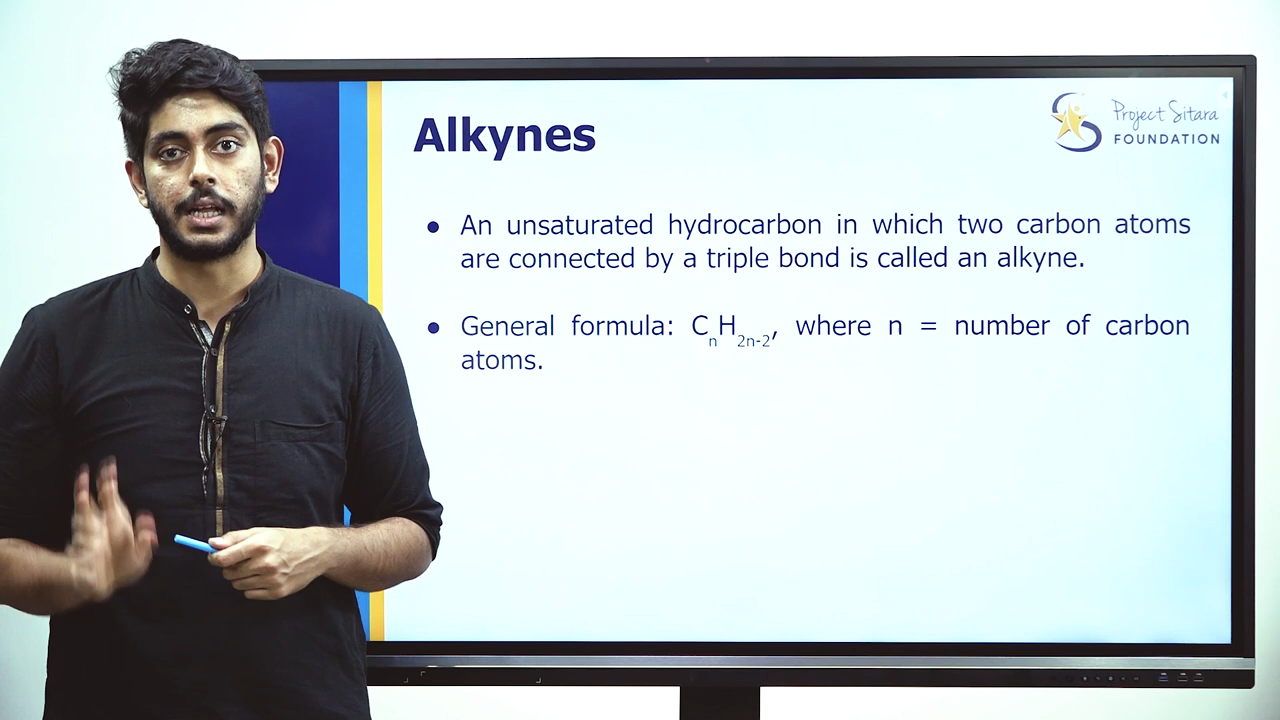 Alkynes
Project Sitara
FOUNDATION
● An unsaturated hydrocarbon in which two carbon atoms
are connected by a triple bond is called an alkyne.
● General formula: CₙH₂ₙ₋₂, where n = number of carbon
atoms.